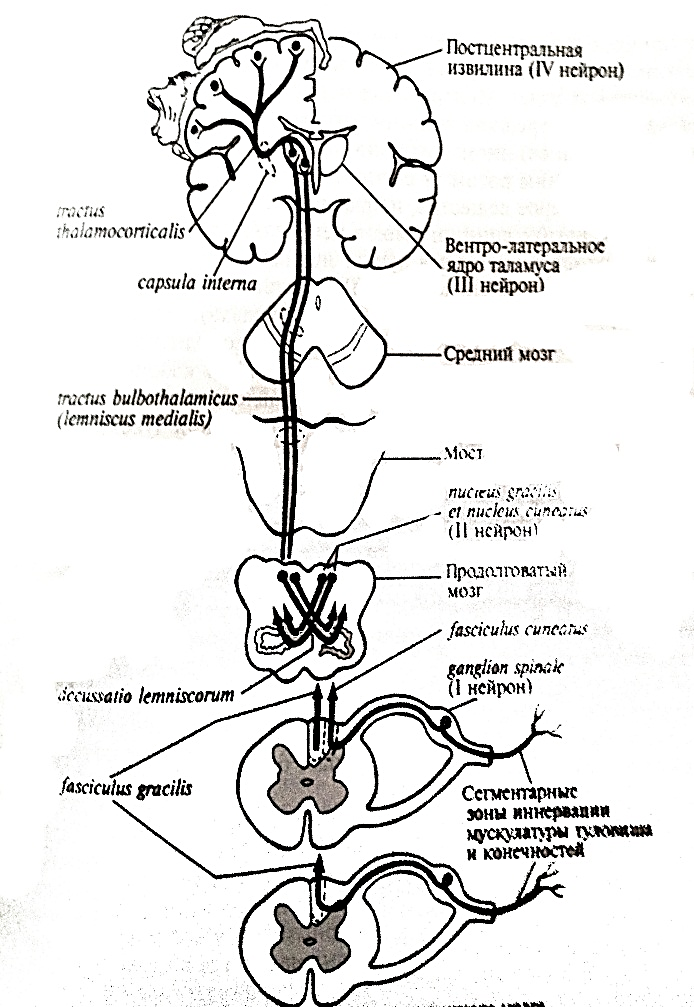 Постцентральная
извилина (IV нейрон)
tractus
thalamocorticalis
capsula interna
Вентро-латеральное
ядро таламуса
(III нейрон)
Средний мозг
tractus bulbothalamicus
(lemniscus medialis)
Мост
nucleus gracilis
et nucleus cuneatus
(II нейрон)
Продолговатый
мозг
fasciculus cuneatus
ganglion spinale
(I нейрон)
decussatio lemniscorum
fasciculus gracilis
Сегментарные
зоны иннервации
мускулатуры туловища
и конечностей